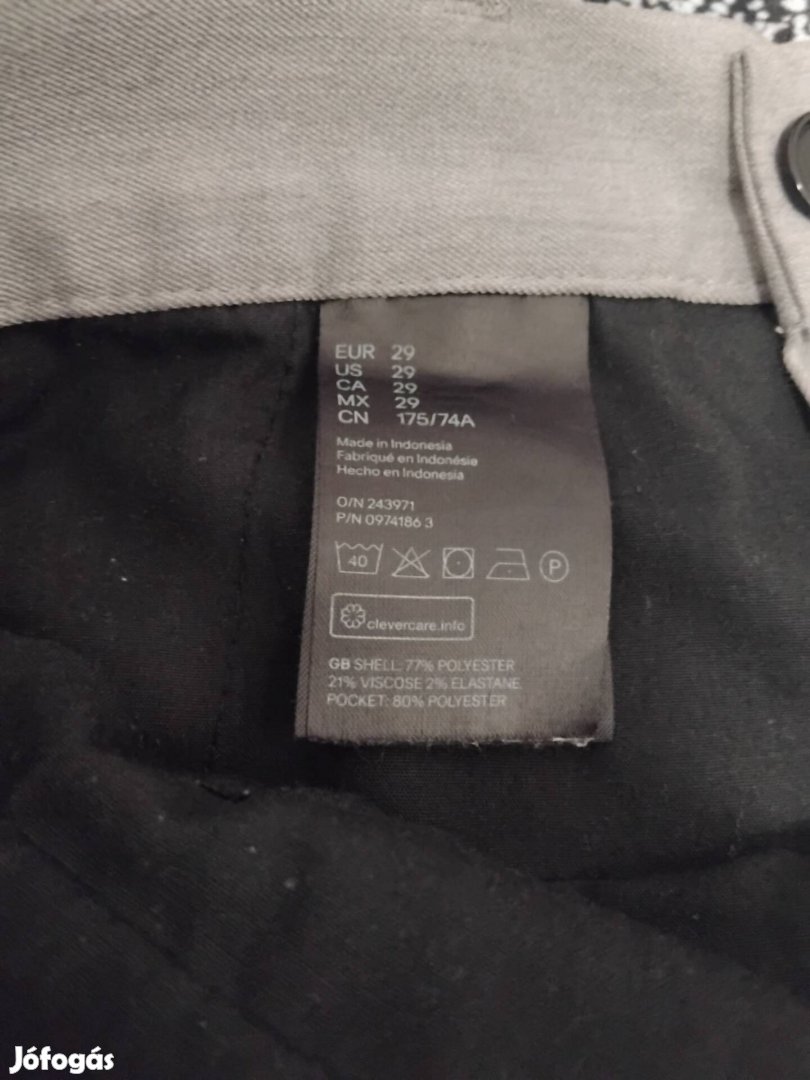 EUR 29
US 29
CA 29
MX 29
CN 175/74A
Made in Indonesia
Fabriqué en Indonésie
Hecho en Indonesia
O/N 243971
P/N 0974186 3
40 P
clevercare.info
GB SHELL: 77% POLYESTER
21% VISCOSE 2% ELASTANE.
POCKET: 80% POLYESTER
Jófogás